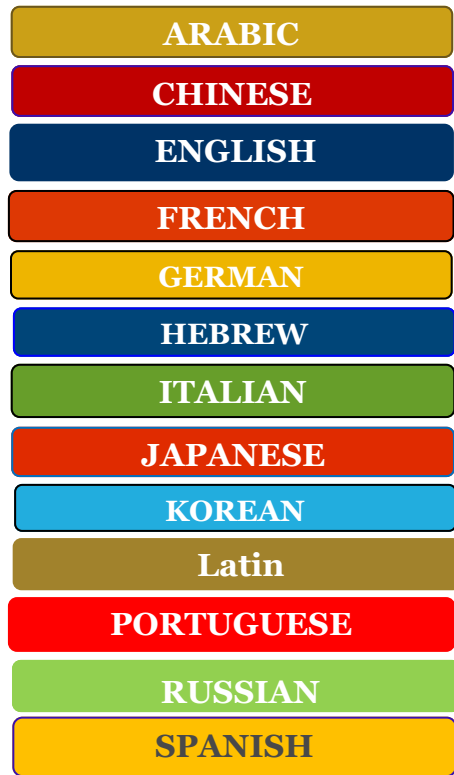 ARABIC
CHINESE
ENGLISH
FRENCH
GERMAN
HEBREW
ITALIAN
JAPANESE
KOREAN
Latin
PORTUGUESE
RUSSIAN
SPANISH